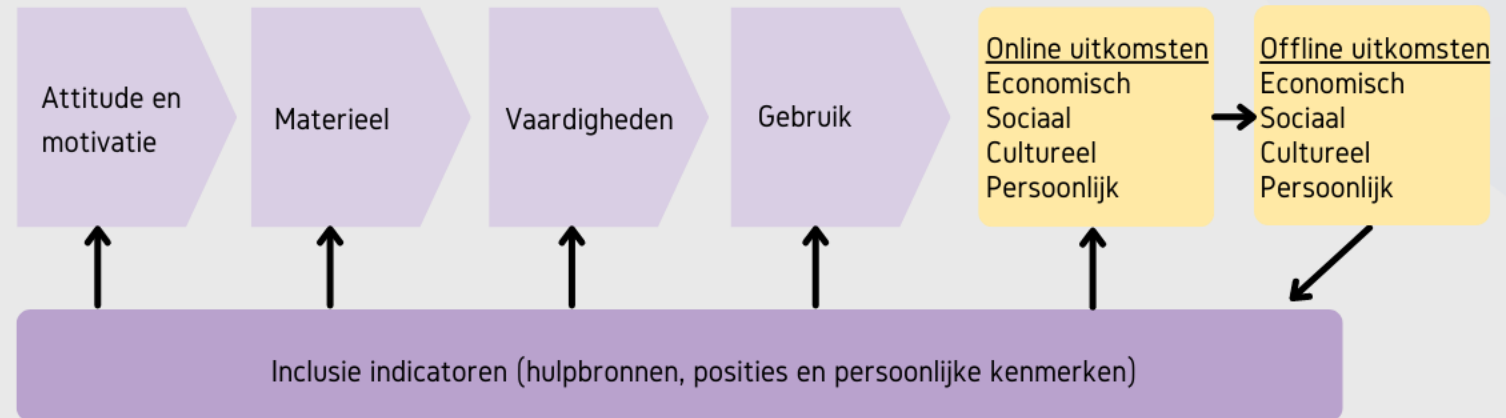 Attitude en
motivatie
Materieel
Vaardigheden
Gebruik
Online uitkomsten
Economisch
Sociaal
Cultureel
Persoonlijk
Offline uitkomsten
Economisch
Sociaal
Cultureel
Persoonlijk
Inclusie indicatoren (hulpbronnen, posities en persoonlijke kenmerken)